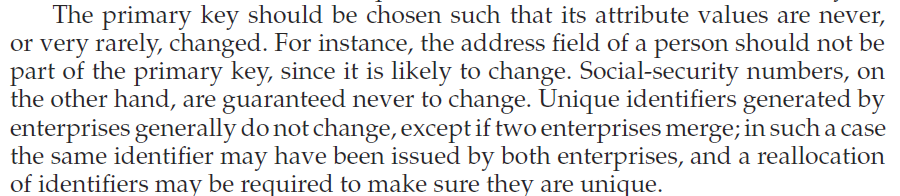 The primary key should be chosen such that its attribute values are never,
or very rarely, changed. For instance, the address field of a person should not be
part of the primary key, since it is likely to change. Social-security numbers, on
the other hand, are guaranteed never to change. Unique identifiers generated by
enterprises generally do not change, except if two enterprises merge; in such a case
the same identifier may have been issued by both enterprises, and a reallocation
of identifiers may be required to make sure they are unique.